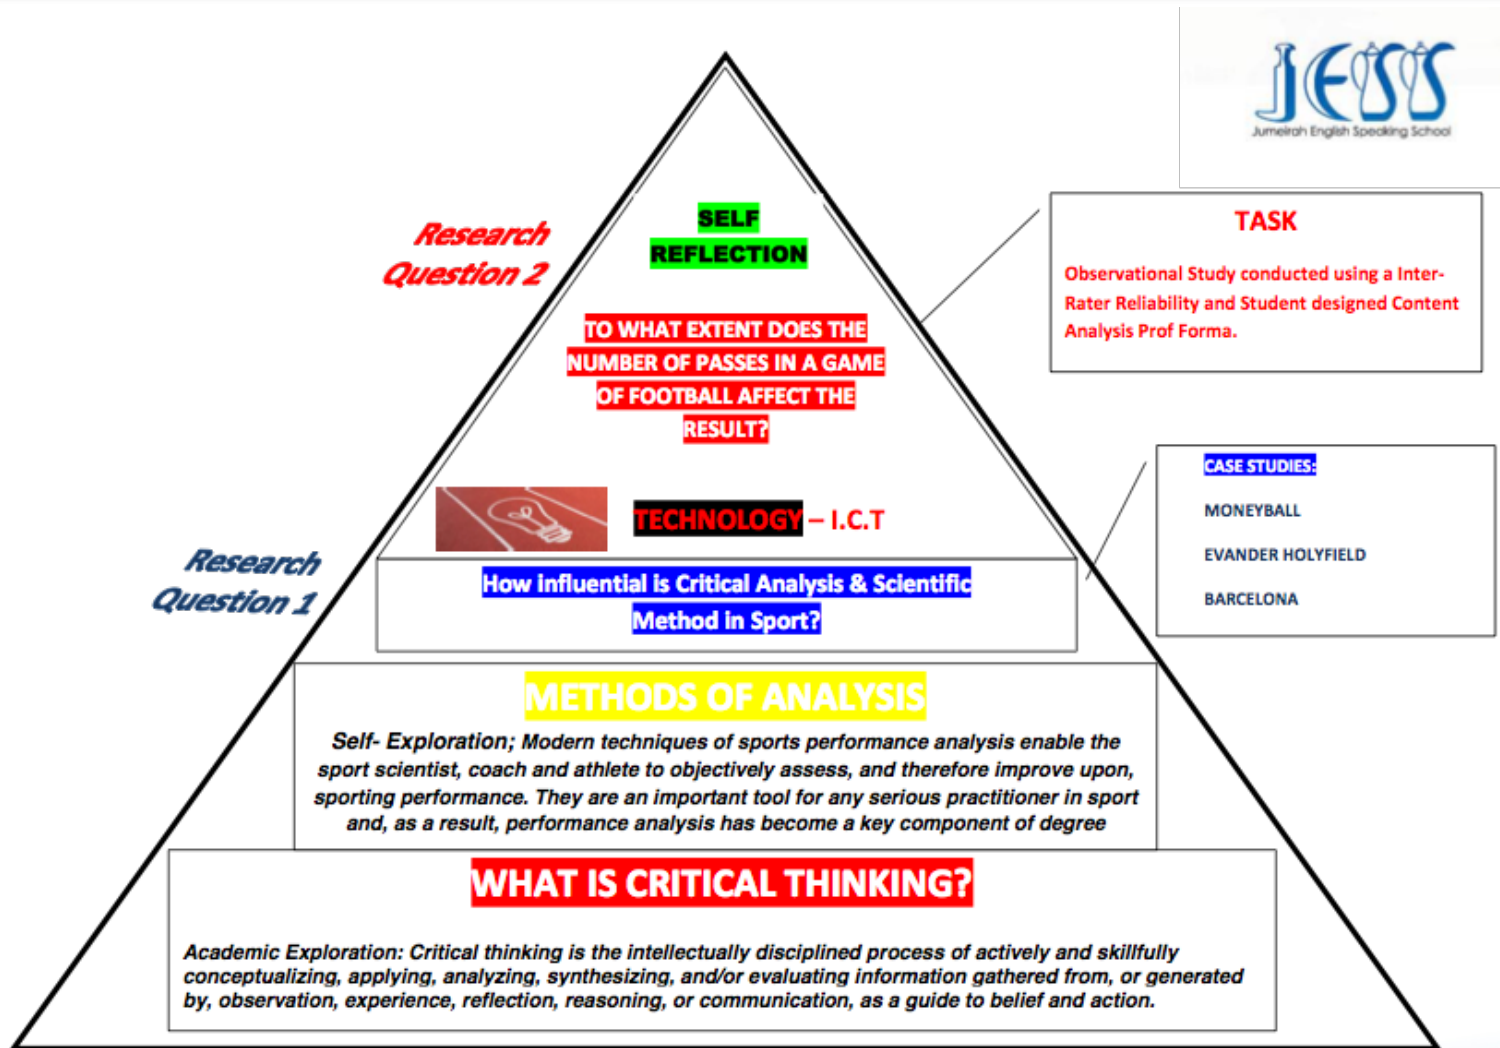 JESS
Jumeirah English Speaking School
SELF
REFLECTION
Research
Question 2
TASK
Observational Study conducted using a Inter-
Rater Reliability and Student designed Content
Analysis Prof Forma.
TO WHAT EXTENT DOES THE
NUMBER OF PASSES IN A GAME
OF FOOTBALL AFFECT THE
RESULT?
CASE STUDIES:
MONEYBALL
EVANDER HOLYFIELD
BARCELONA
TECHNOLOGY – I.C.T
Research
Question 1
How influential is Critical Analysis & Scientific
Method in Sport?
METHODS OF ANALYSIS
Self- Exploration; Modern techniques of sports performance analysis enable the
sport scientist, coach and athlete to objectively assess, and therefore improve upon,
sporting performance. They are an important tool for any serious practitioner in sport
and, as a result, performance analysis has become a key component of degree
WHAT IS CRITICAL THINKING?
Academic Exploration: Critical thinking is the intellectually disciplined process of actively and skillfully
conceptualizing, applying, analyzing, synthesizing, and/or evaluating information gathered from, or generated
by, observation, experience, reflection, reasoning, or communication, as a guide to belief and action.